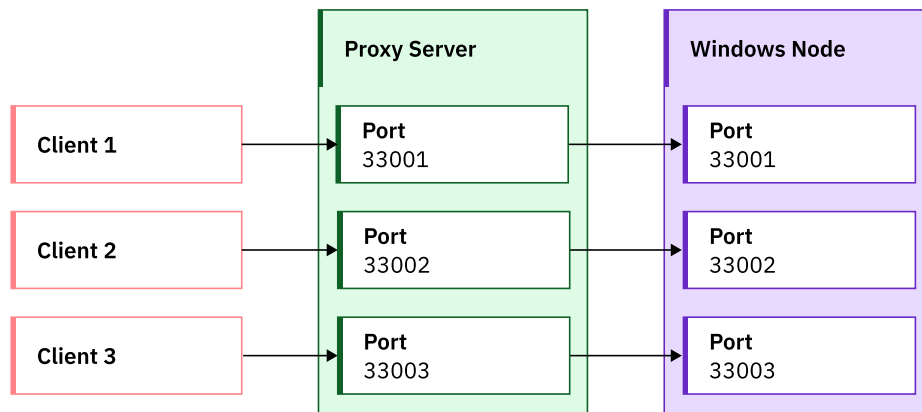 Proxy Server
Windows Node
Client 1
Port
33001
Port
33001
Client 2
Port
33002
Port
33002
Client 3
Port
33003
Port
33003